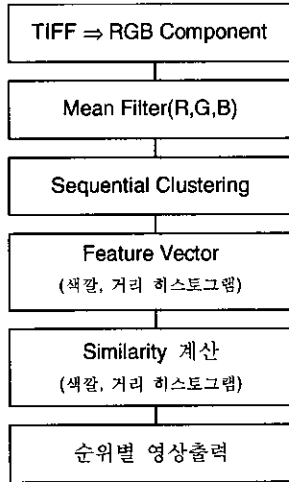 TIFF ⇒ RGB Component
Mean Filter(R,G,B)
Sequential Clustering
Feature Vector
(색깔, 거리 히스토그램)
Similarity 계산
(색깔, 거리 히스토그램)
순위별 영상출력